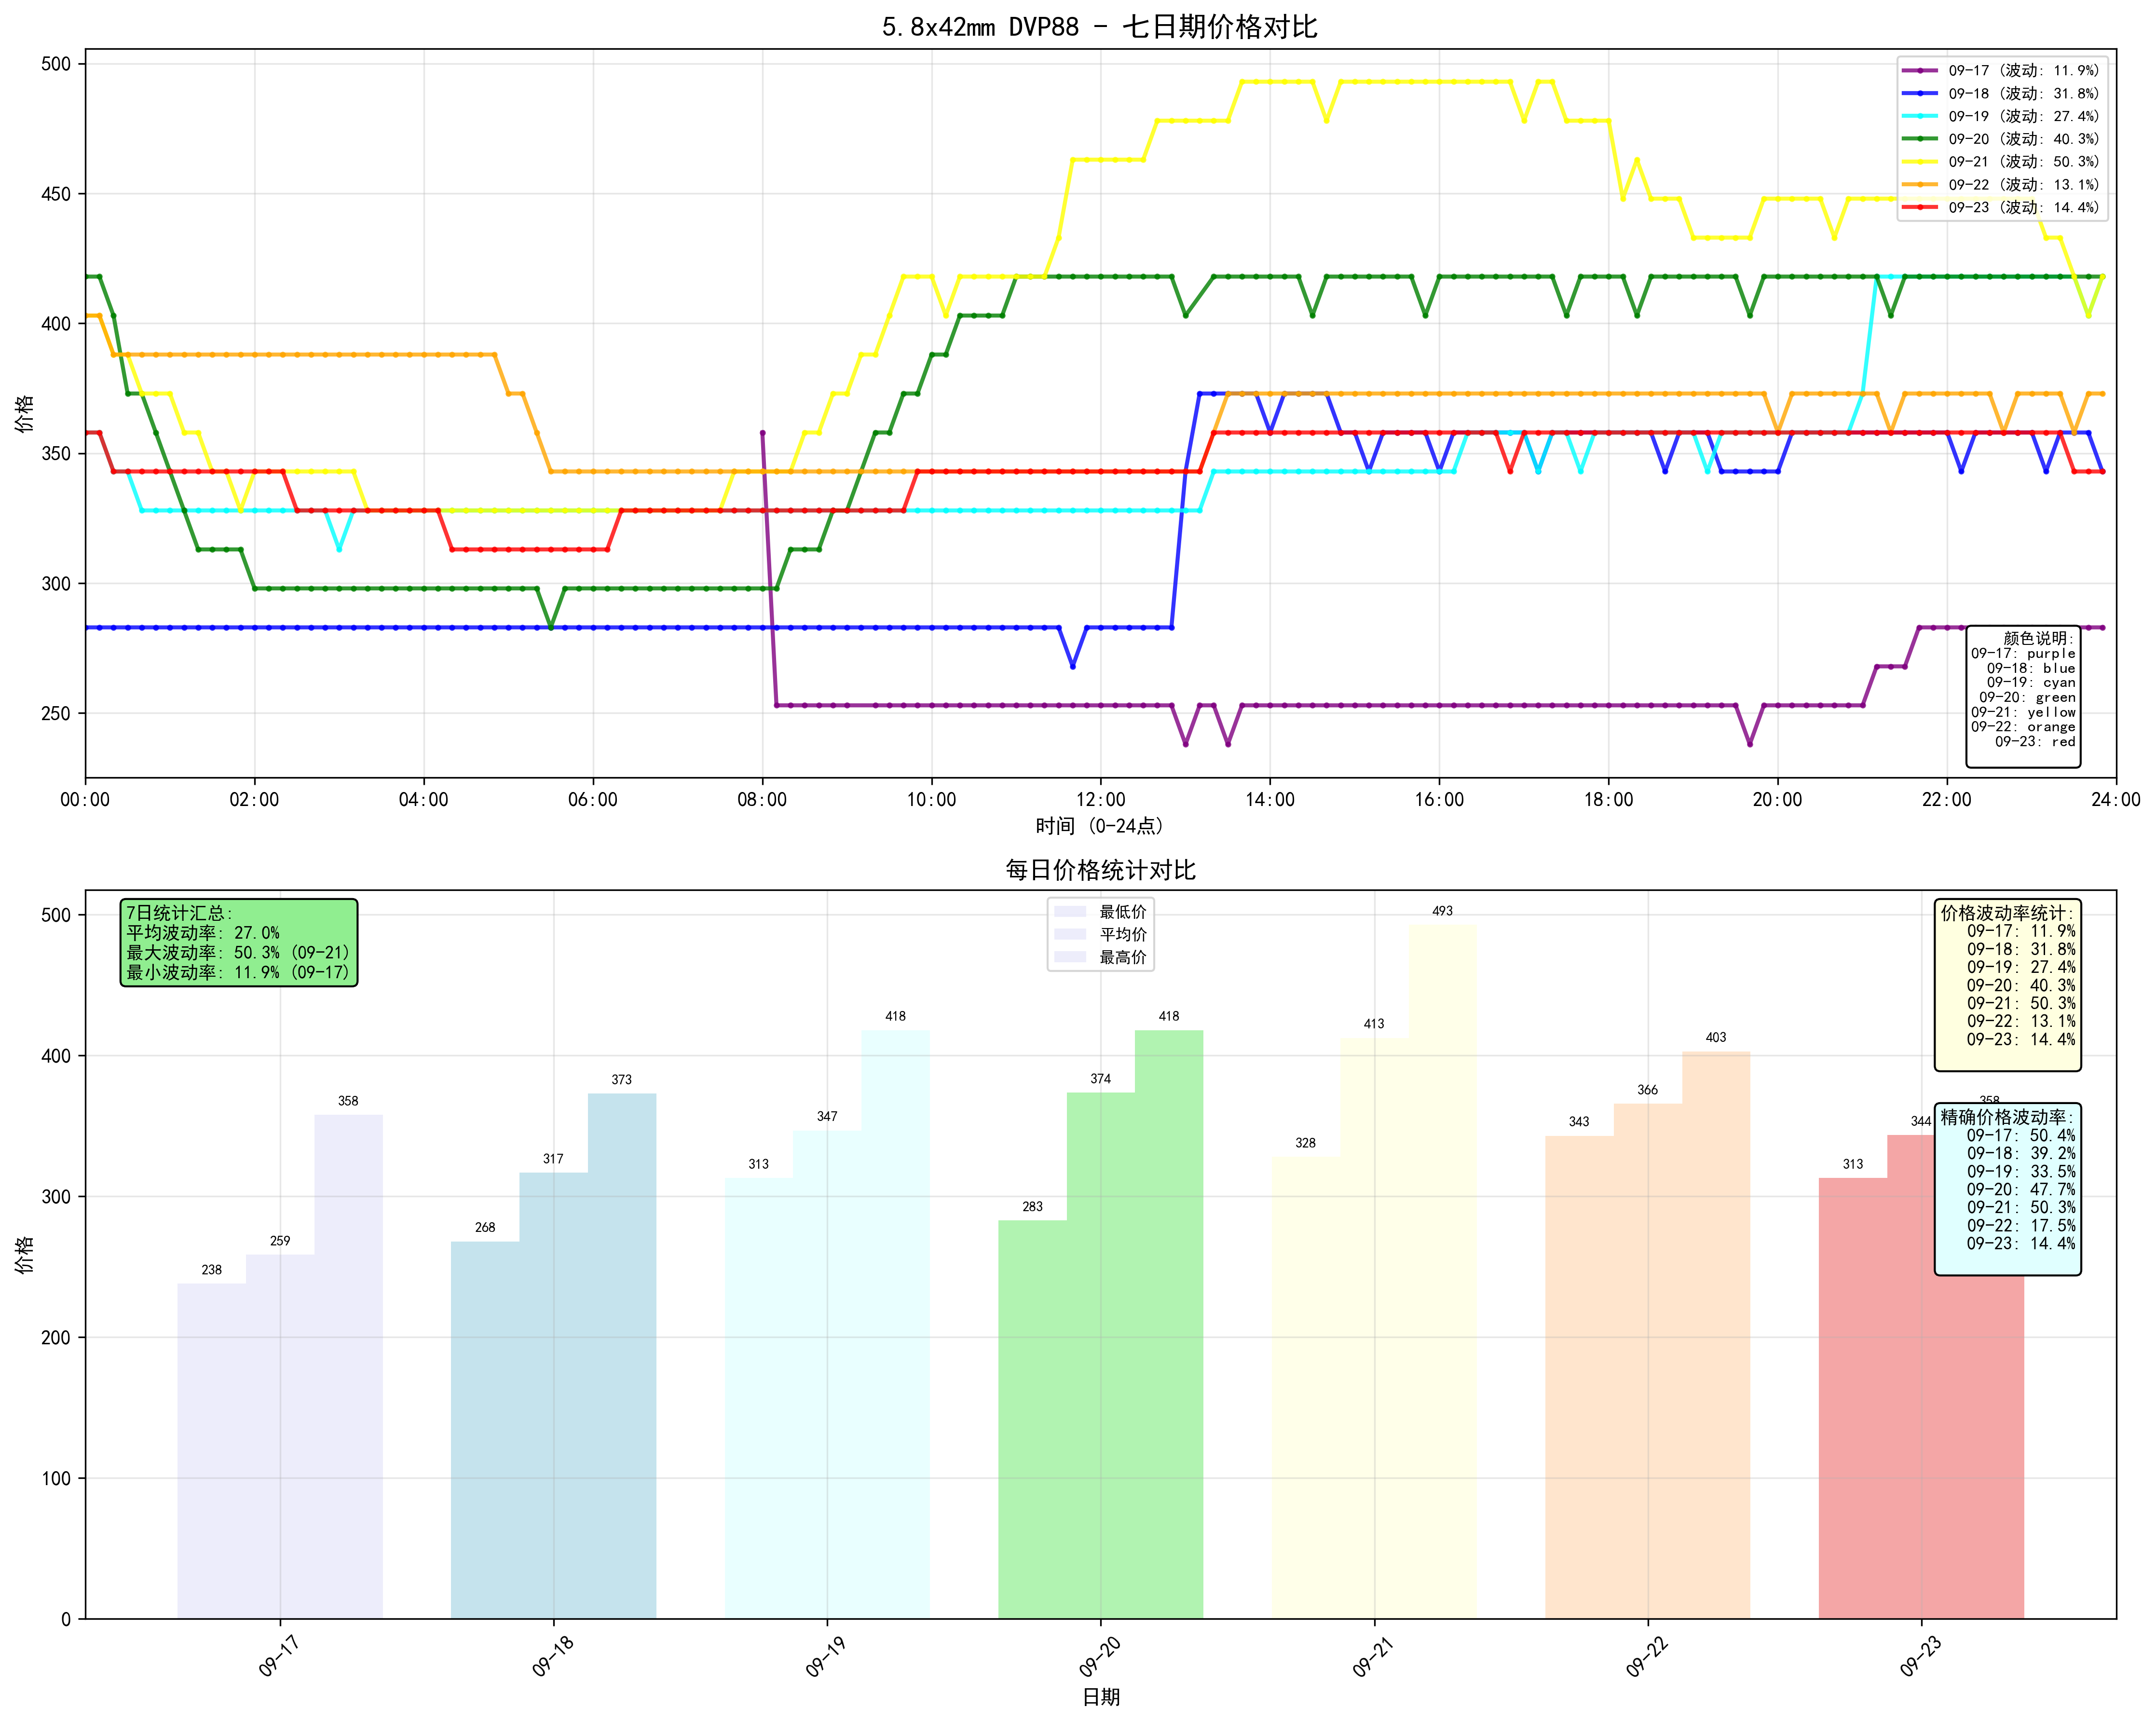 5.8x42mm DVP88 - 七日期价格对比
价格
500
450
400
350
300
250
09-17 (波动: 11.9%)
09-18 (波动: 31.8%)
09-19 (波动: 27.4%)
09-20 (波动: 40.3%)
09-21 (波动: 50.3%)
09-22 (波动: 13.1%)
09-23 (波动: 14.4%)
颜色说明:
09-17: purple
09-18: blue
09-19: cyan
09-20: green
09-21: yellow
09-22: orange
09-23: red
00:00 02:00 04:00 06:00 08:00 10:00 12:00 14:00 16:00 18:00 20:00 22:00 24:00
时间 (0-24点)
每日价格统计对比
价格
500
400
300
200
100
0
7日统计汇总:
平均波动率: 27.0%
最大波动率: 50.3% (09-21)
最小波动率: 11.9% (09-17)
最低价
平均价
最高价
价格波动率统计:
09-17: 11.9%
09-18: 31.8%
09-19: 27.4%
09-20: 40.3%
09-21: 50.3%
09-22: 13.1%
09-23: 14.4%
精确价格波动率:
09-17: 50.4%
09-18: 39.2%
09-19: 33.5%
09-20: 47.7%
09-21: 50.3%
09-22: 17.5%
09-23: 14.4%
238 259 358
268 317 373
313 347 418
283 374 418
328 413 493
343 366 403
313 344 358
09-17 09-18 09-19 09-20 09-21 09-22 09-23
日期